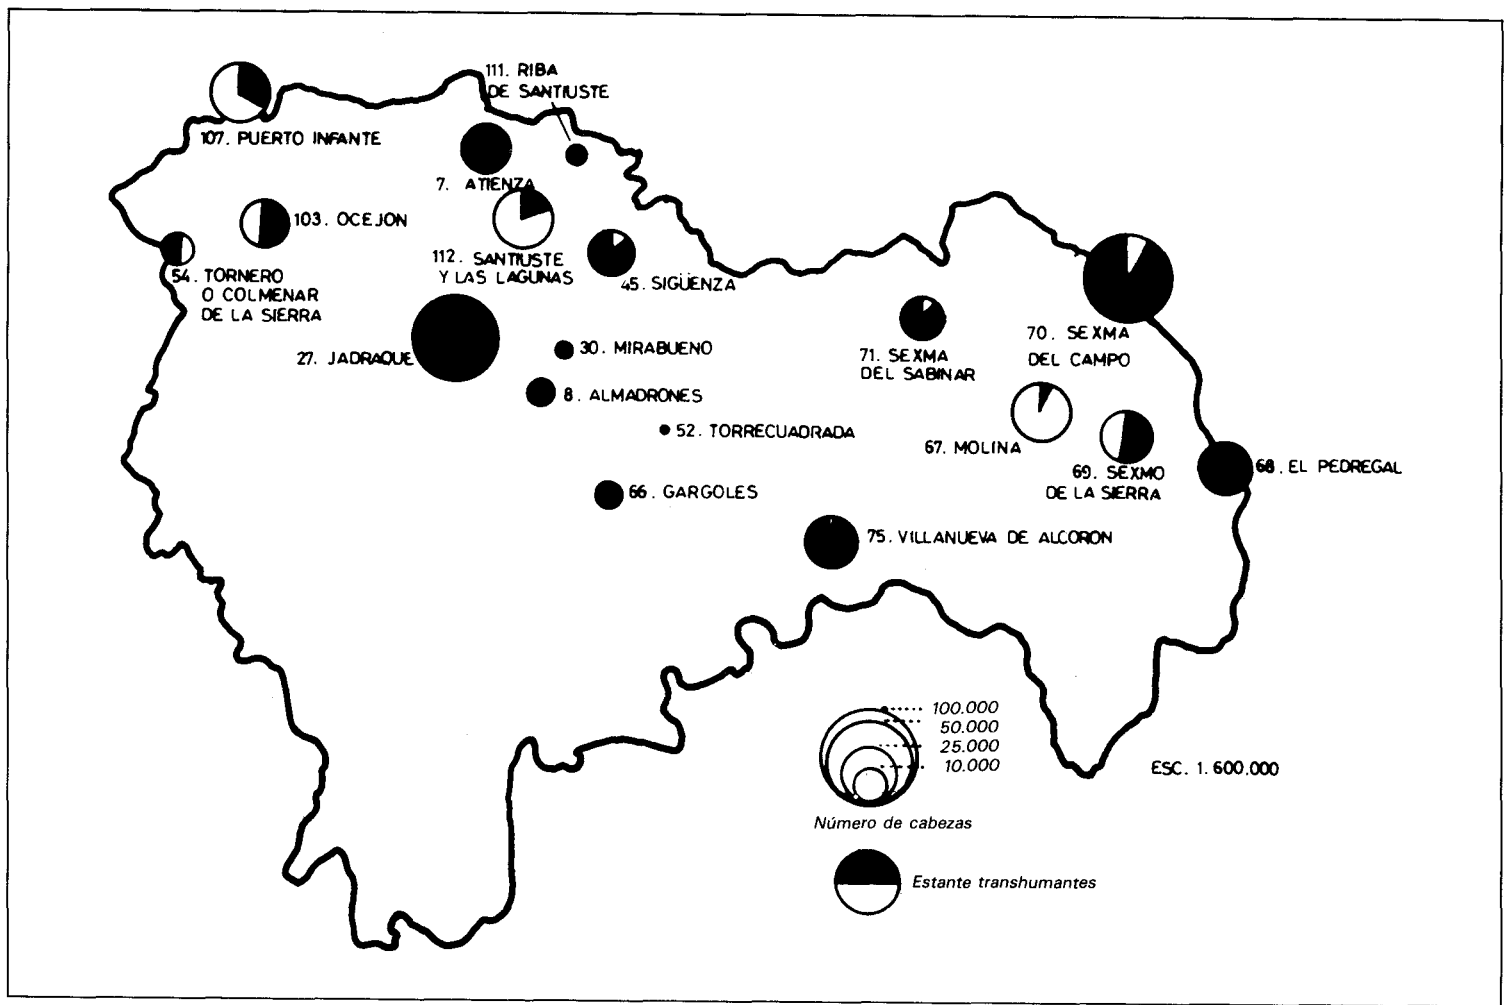 111. RIBA
DE SANTIUSTE
107. PUERTO INFANTE
7. ATIENZA
103. OCEJON
112. SANTIUSTE
Y LAS LAGUNAS
54. TORNERO
O COLMENAR
DE LA SIERRA
45. SIGÜENZA
27. JADRAQUE
30. MIRABUENO
71. SEXMA
DEL SABINAR
70. SEXMA
DEL CAMPO
8. ALMADRONES
52. TORRECUADRADA
67. MOLINA
69. SEXMO
DE LA SIERRA
68. EL PEDREGAL
66. GARGOLES
75. VILLANUEVA DE ALCORON
100.000
50.000
25.000
10.000
ESC. 1.600.000
Número de cabezas
Estante transhumantes